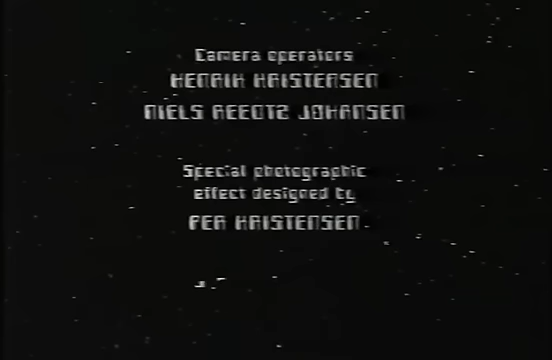 Camera operators
HENRIK KRISTENSEN
NIELS REEDTZ JOHANSEN
Special photographic
effect designed by
PER KRISTENSEN